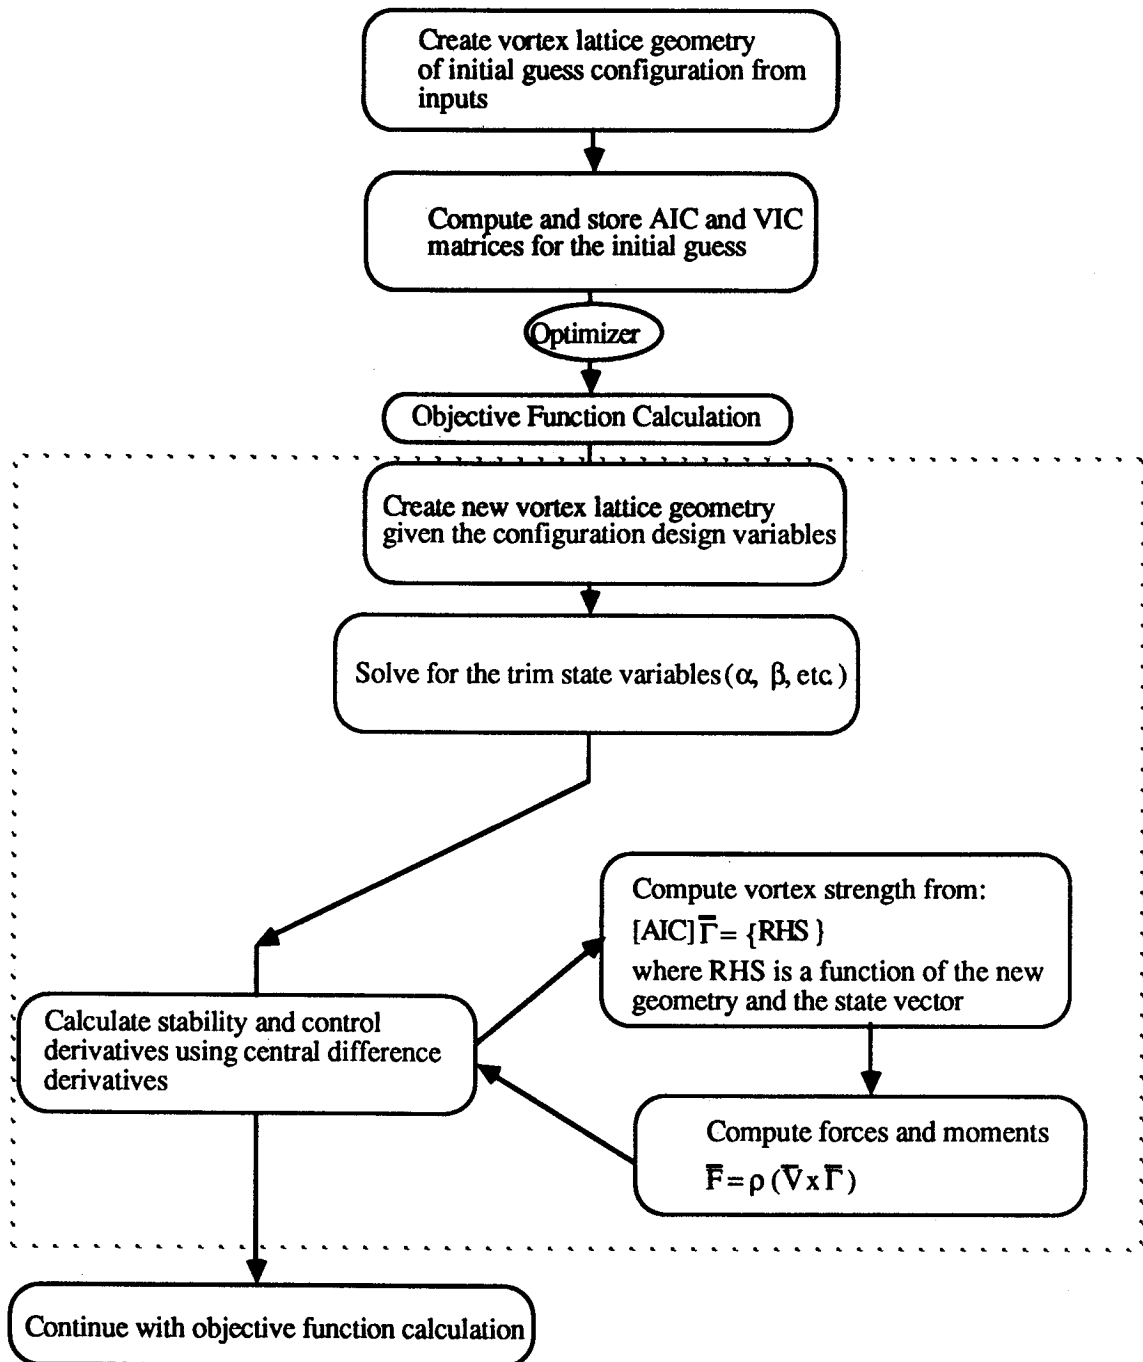 Create vortex lattice geometry
of initial guess configuration from
inputs
Compute and store AIC and VIC
matrices for the initial guess
Optimizer
Objective Function Calculation
Create new vortex lattice geometry
given the configuration design variables
Solve for the trim state variables (α, β, etc.)
Compute vortex strength from:
[AIC] Γ̅ = {RHS }
where RHS is a function of the new
geometry and the state vector
Calculate stability and control
derivatives using central difference
derivatives
Compute forces and moments
F̅ = ρ (V̅ x Γ̅ )
Continue with objective function calculation